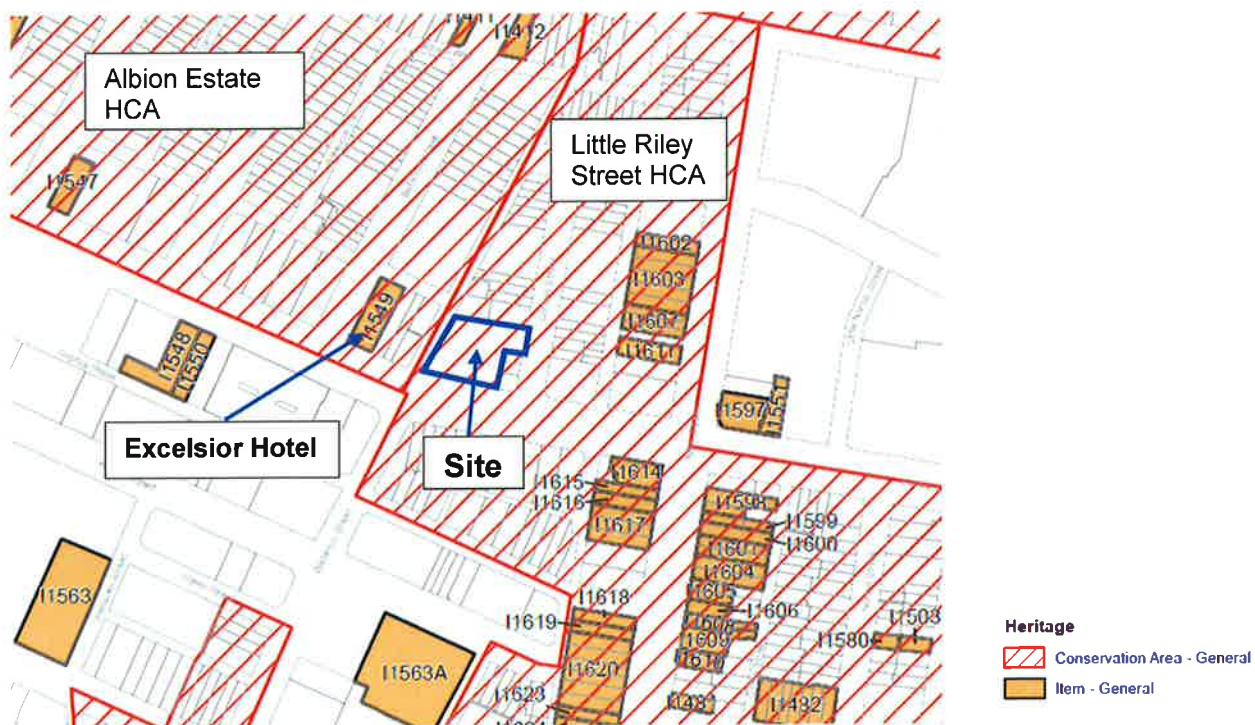 I1412
Albion Estate
HCA
Little Riley
Street HCA
I1547
I1602
I1603
I1607
I1611
I1549
I1548
I1550
I1597
I1551
Excelsior Hotel
Site
I1614
I1615
I1616
I1617
I1598
I1599
I1600
I1601
I1604
I1605
I1606
I1608
I1609
I1610
I1563
I1618
I1619
I1620
I1503
I1580
I1563A
I1623
I1482
Heritage
Conservation Area - General
Item - General